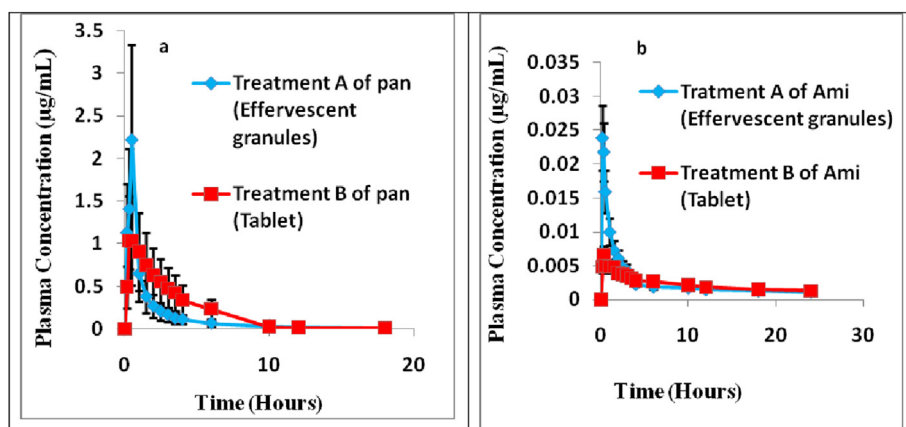 a
3.5
3
2.5
2
1.5
1
0.5
0
0
10
20
Plasma Concentration (µg/mL)
Time (Hours)
Treatment A of pan
(Effervescent
granules)
Treatment B of pan
(Tablet)
b
0.035
0.03
0.025
0.02
0.015
0.01
0.005
0
0
10
20
30
Plasma Concentration (µg/mL)
Time (Hours)
Tratment A of Ami
(Effervescent granules)
Treatment B of Ami
(Tablet)